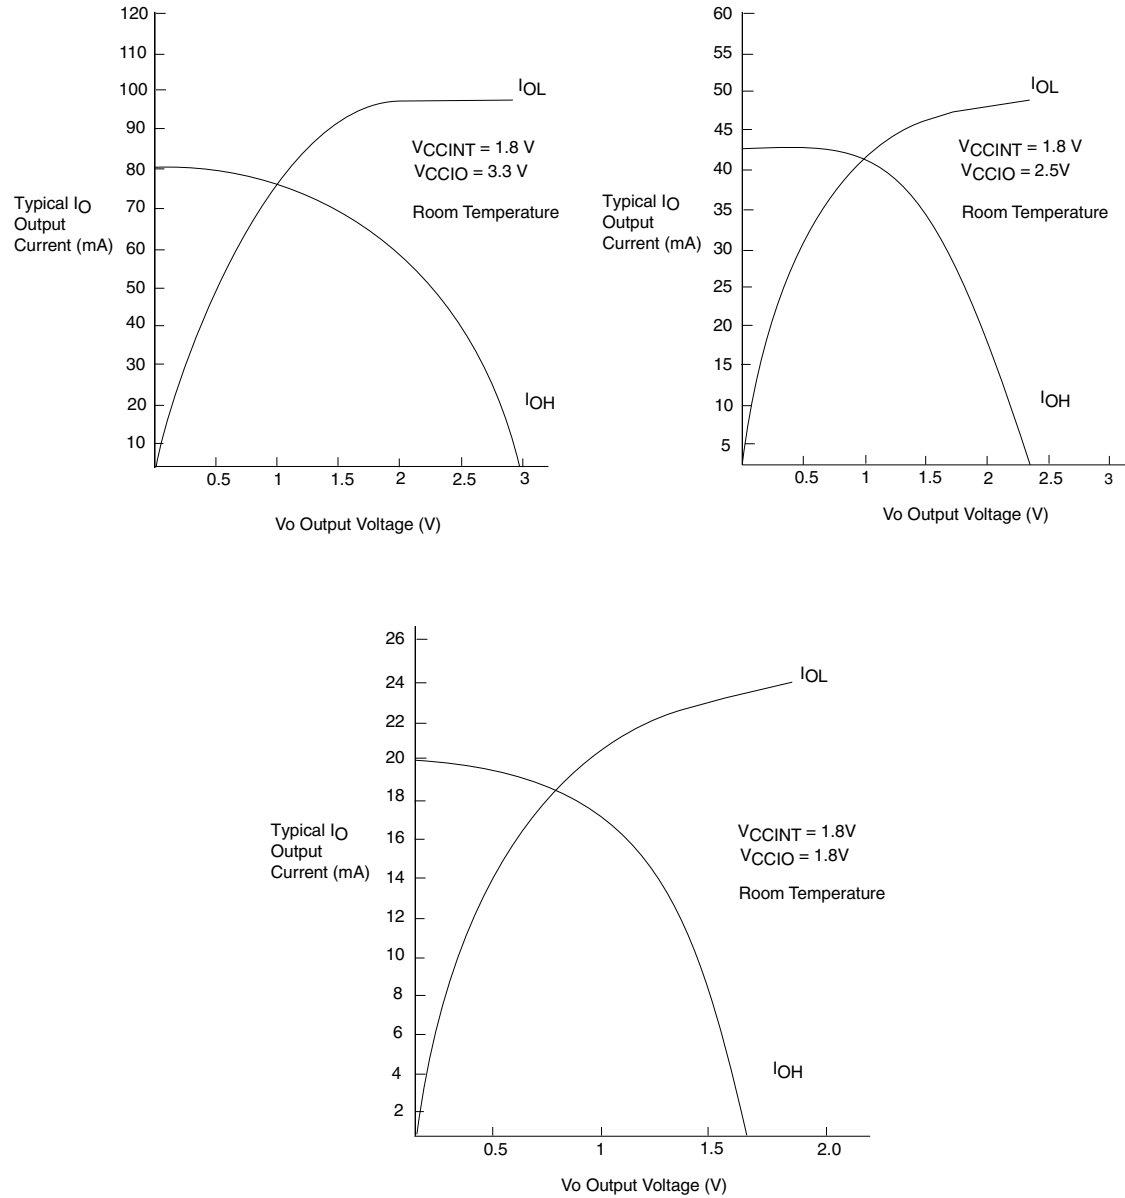 120
110
100
90
80
70
60
50
40
30
20
10
Typical IO
Output
Current (mA)
IOL
VCCINT = 1.8 V
VCCIO = 3.3 V
Room Temperature
IOH
0.5 1 1.5 2 2.5 3
Vo Output Voltage (V)
60
55
50
45
40
35
30
25
20
15
10
5
Typical IO
Output
Current (mA)
IOL
VCCINT = 1.8 V
VCCIO = 2.5V
Room Temperature
IOH
0.5 1 1.5 2 2.5 3
Vo Output Voltage (V)
26
24
22
20
18
16
14
12
10
8
6
4
2
Typical IO
Output
Current (mA)
IOL
VCCINT = 1.8V
VCCIO = 1.8V
Room Temperature
IOH
0.5 1 1.5 2.0
Vo Output Voltage (V)